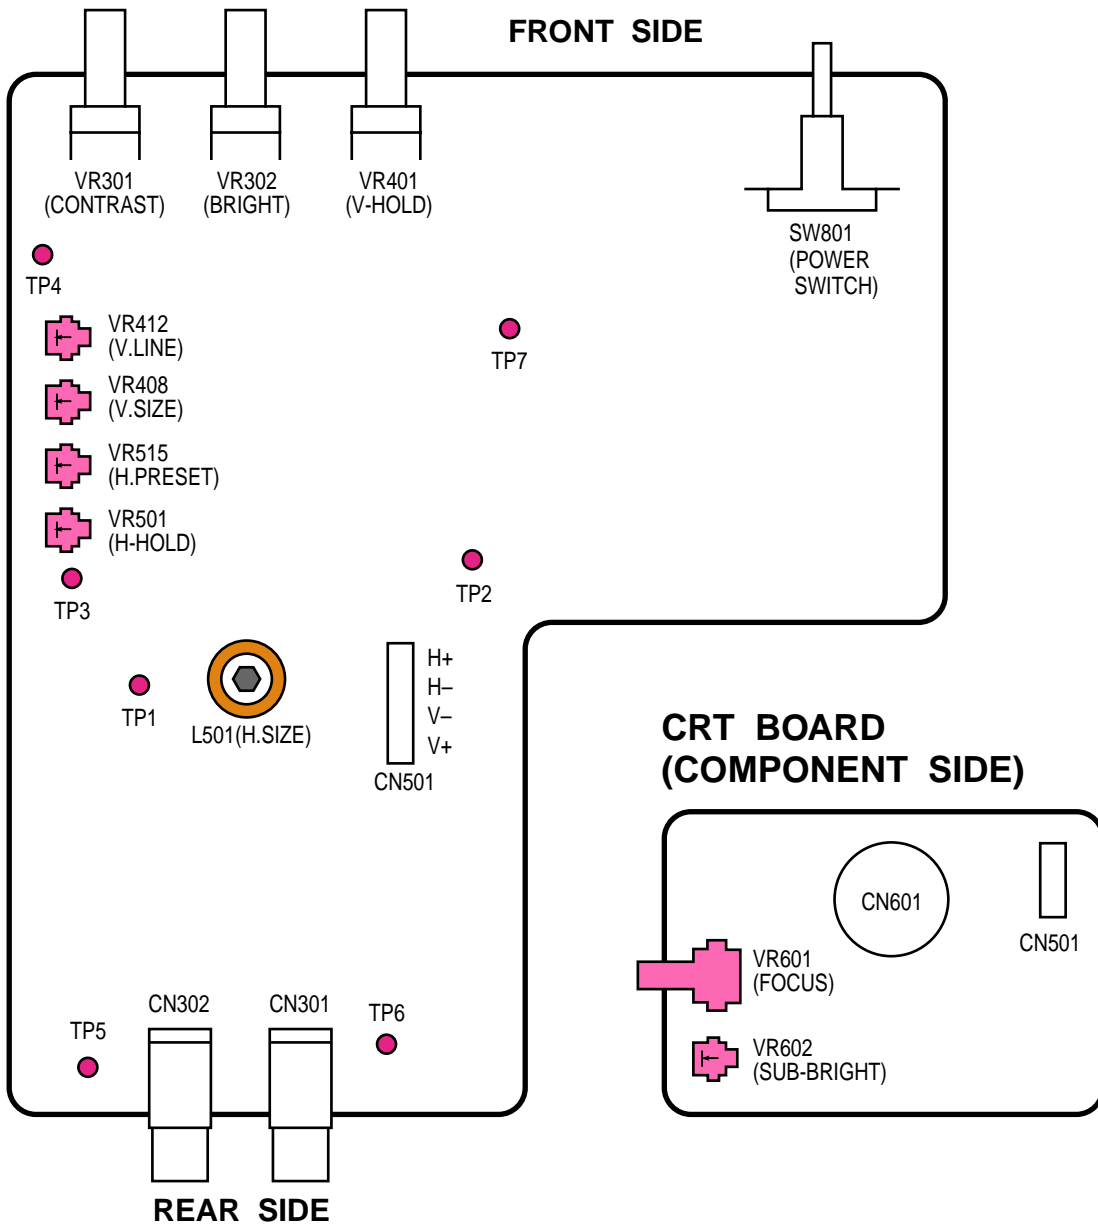 FRONT SIDE
VR301
(CONTRAST)
VR302
(BRIGHT)
VR401
(V-HOLD)
SW801
(POWER
SWITCH)
TP4
VR412
(V.LINE)
TP7
VR408
(V.SIZE)
VR515
(H.PRESET)
VR501
(H-HOLD)
TP3
TP2
TP1
L501(H.SIZE)
H+
H–
V–
V+
CN501
CRT BOARD
(COMPONENT SIDE)
CN601
CN501
VR601
(FOCUS)
VR602
(SUB-BRIGHT)
TP5
CN302
CN301
TP6
REAR SIDE